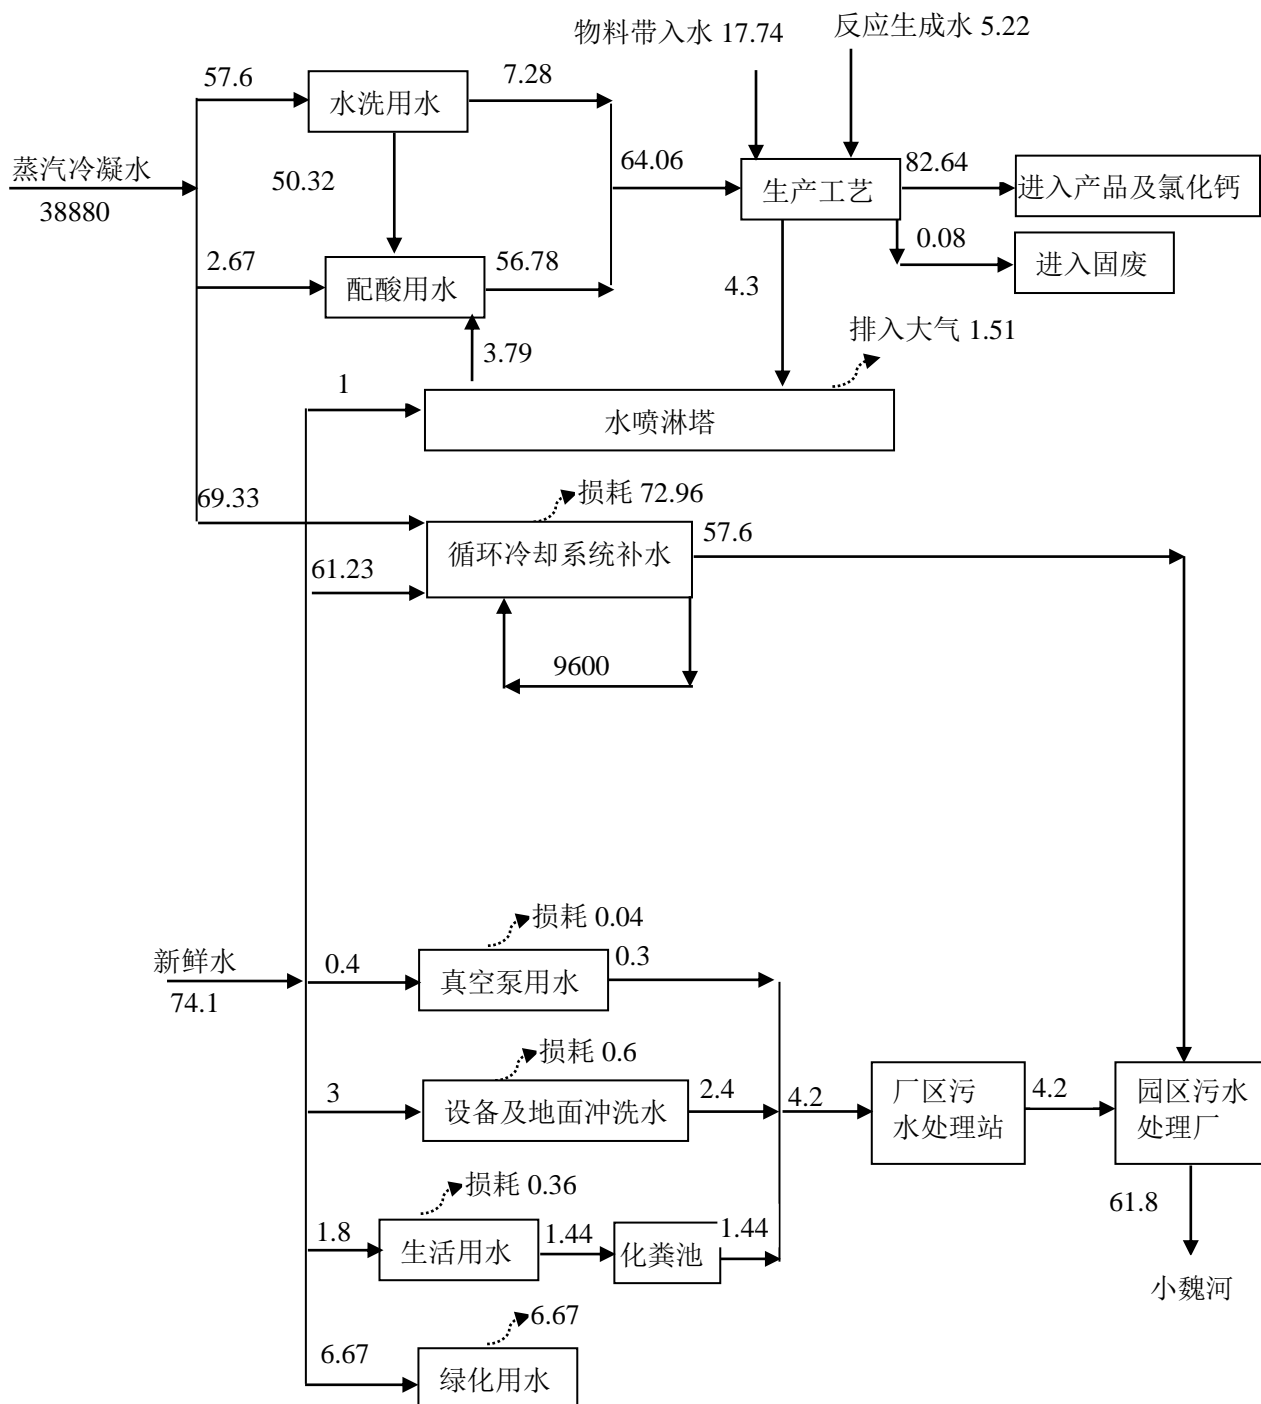 物料带入水 17.74
反应生成水 5.22
57.6
水洗用水
7.28
蒸汽冷凝水
38880
50.32
64.06
生产工艺
82.64
进入产品及氯化钙
0.08
进入固废
2.67
配酸用水
56.78
4.3
3.79
排入大气 1.51
1
水喷淋塔
69.33
损耗 72.96
循环冷却系统补水
57.6
61.23
9600
新鲜水
74.1
损耗 0.04
0.4
真空泵用水
0.3
损耗 0.6
3
设备及地面冲洗水
2.4
4.2
厂区污
水处理站
4.2
园区污水
处理厂
损耗 0.36
1.8
生活用水
1.44
化粪池
1.44
61.8
小魏河
6.67
6.67
绿化用水